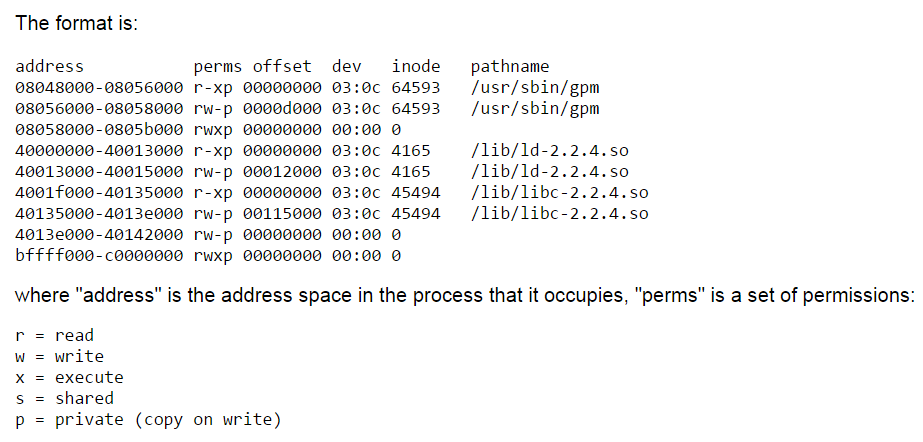 The format is:
address perms offset dev inode pathname
08048000-08056000 r-xp 00000000 03:0c 64593 /usr/sbin/gpm
08056000-08058000 rw-p 0000d000 03:0c 64593 /usr/sbin/gpm
08058000-0805b000 rwxp 00000000 00:00 0
40000000-40013000 r-xp 00000000 03:0c 4165 /lib/ld-2.2.4.so
40013000-40015000 rw-p 00012000 03:0c 4165 /lib/ld-2.2.4.so
4001f000-40135000 r-xp 00000000 03:0c 45494 /lib/libc-2.2.4.so
40135000-4013e000 rw-p 00115000 03:0c 45494 /lib/libc-2.2.4.so
4013e000-40142000 rw-p 00000000 00:00 0
bffff000-c0000000 rwxp 00000000 00:00 0
where "address" is the address space in the process that it occupies, "perms" is a set of permissions:
r = read
w = write
x = execute
s = shared
p = private (copy on write)